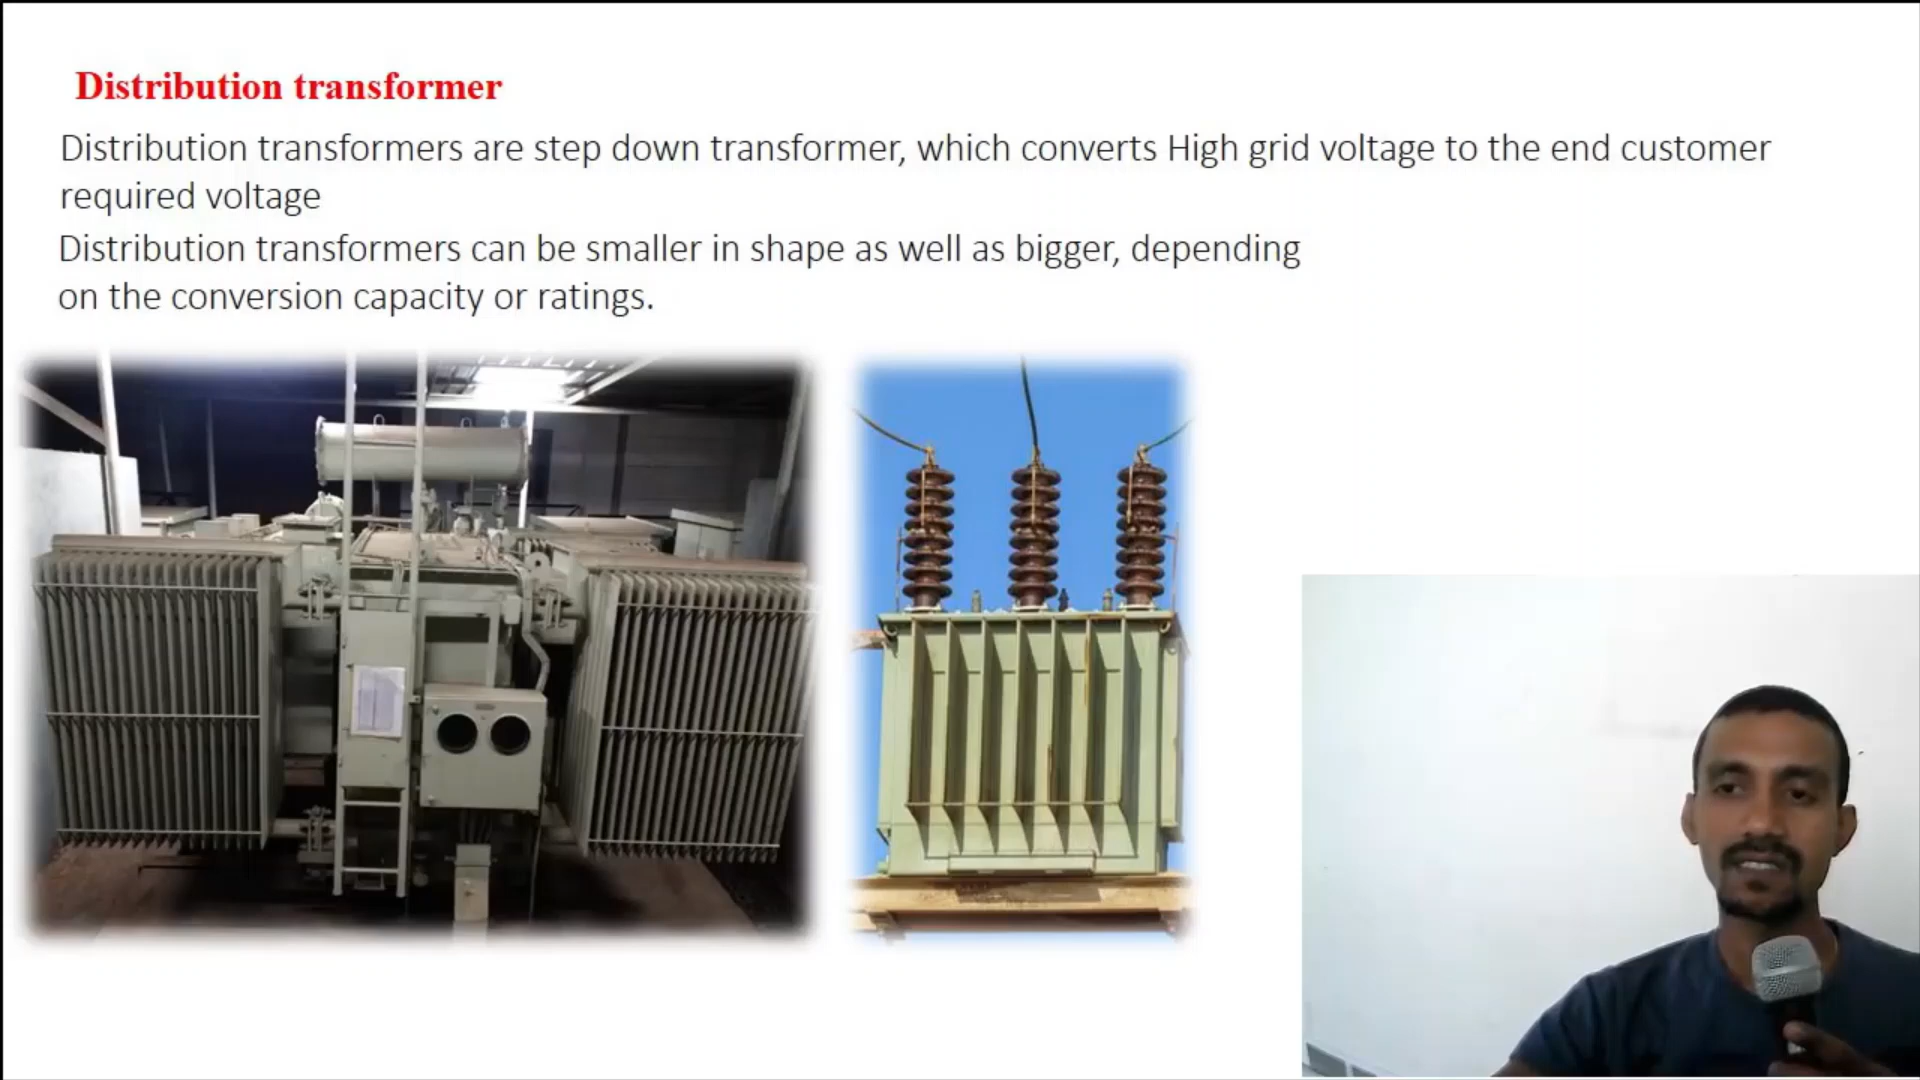 Distribution transformer
Distribution transformers are step down transformer, which converts High grid voltage to the end customer
required voltage
Distribution transformers can be smaller in shape as well as bigger, depending
on the conversion capacity or ratings.